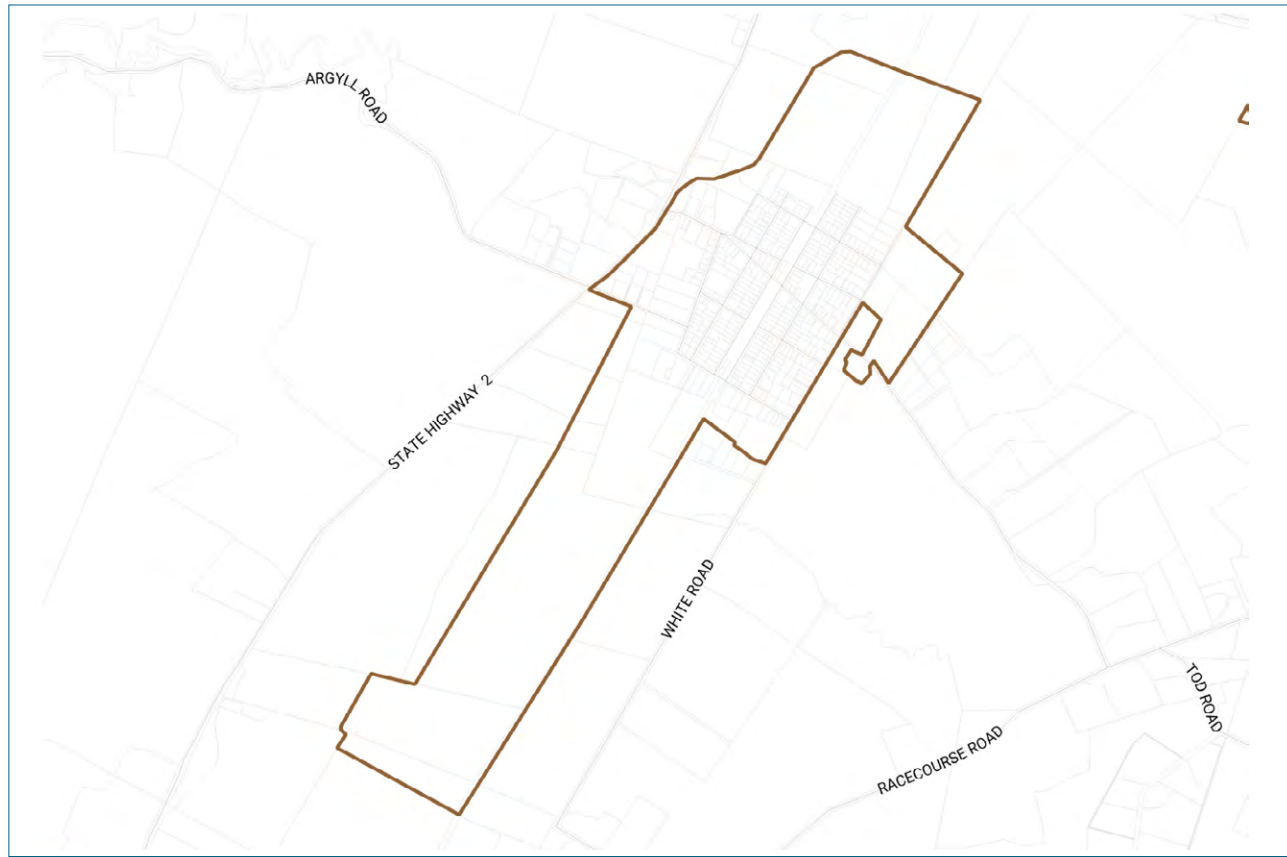 ARGYLL ROAD
STATE HIGHWAY 2
WHITE ROAD
TOD ROAD
RACECOURSE ROAD